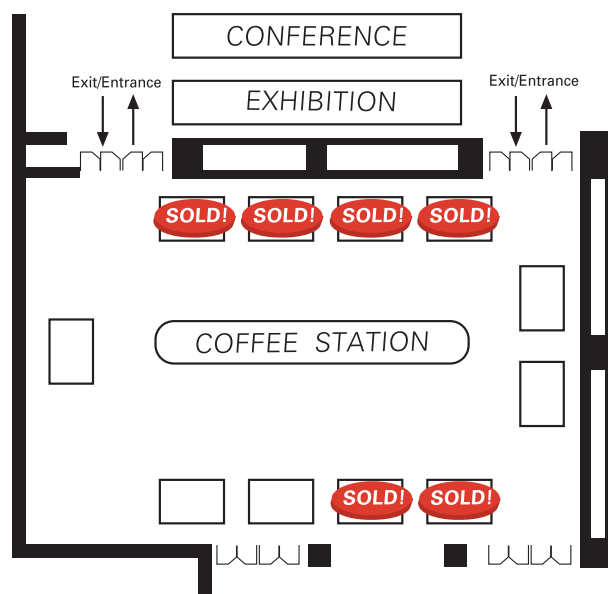 CONFERENCE
Exit/Entrance
Exit/Entrance
EXHIBITION
SOLD!
SOLD!
SOLD!
SOLD!
COFFEE STATION
SOLD!
SOLD!